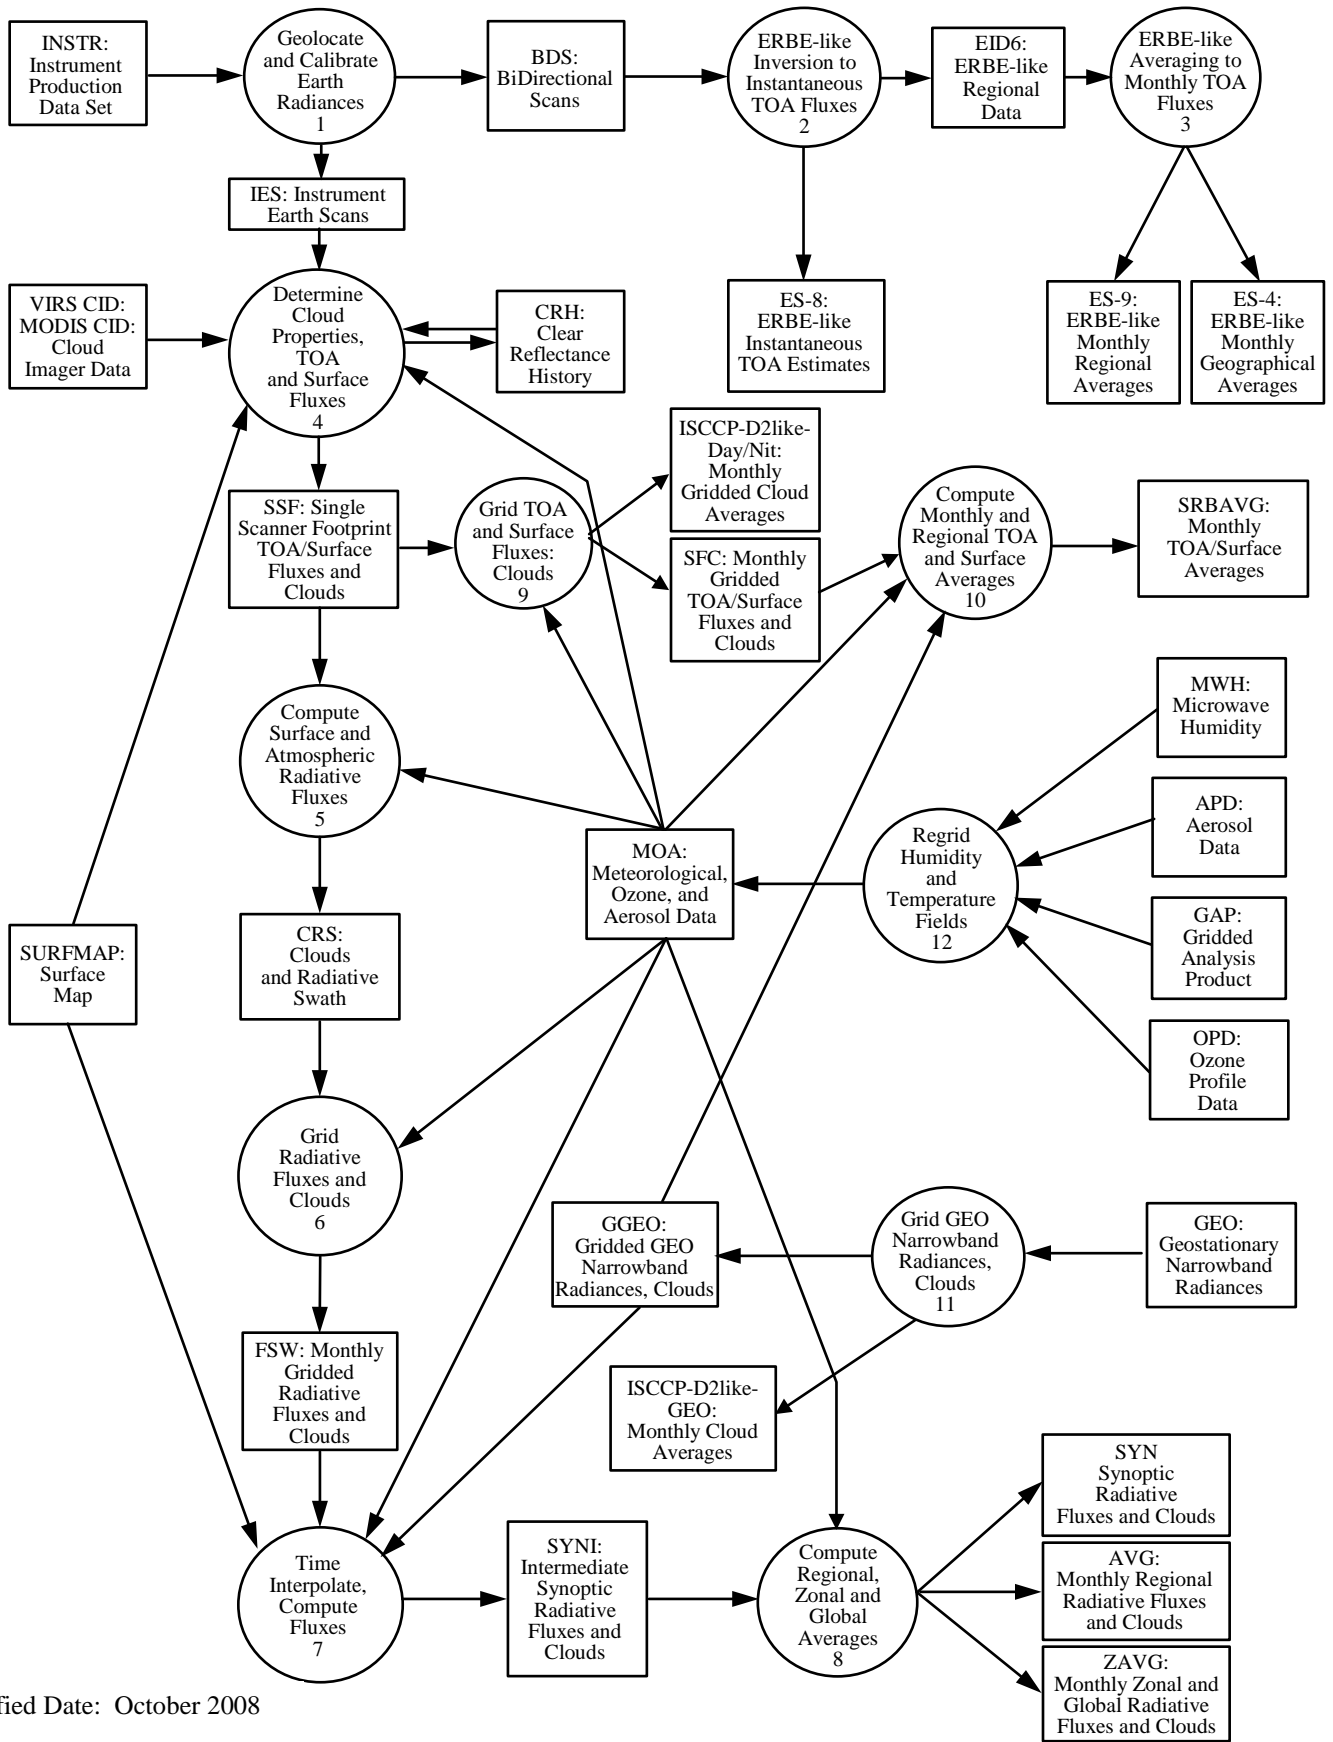 INSTR:
Instrument
Production
Data Set
Geolocate
and Calibrate
Earth
Radiances
1
BDS:
BiDirectional
Scans
ERBE-like
Inversion to
Instantaneous
TOA Fluxes
2
EID6:
ERBE-like
Regional
Data
ERBE-like
Averaging to
Monthly TOA
Fluxes
3
IES: Instrument
Earth Scans
VIRS CID:
MODIS CID:
Cloud
Imager Data
Determine
Cloud
Properties,
TOA
and Surface
Fluxes
4
CRH:
Clear
Reflectance
History
ES-8:
ERBE-like
Instantaneous
TOA Estimates
ES-9:
ERBE-like
Monthly
Regional
Averages
ES-4:
ERBE-like
Monthly
Geographical
Averages
SSF: Single
Scanner Footprint
TOA/Surface
Fluxes and
Clouds
Grid TOA
and Surface
Fluxes:
Clouds
9
ISCCP-D2like-
Day/Nit:
Monthly
Gridded Cloud
Averages
SFC: Monthly
Gridded
TOA/Surface
Fluxes and
Clouds
Compute
Monthly and
Regional TOA
and Surface
Averages
10
SRBAVG:
Monthly
TOA/Surface
Averages
Compute
Surface and
Atmospheric
Radiative
Fluxes
5
MWH:
Microwave
Humidity
APD:
Aerosol
Data
GAP:
Gridded
Analysis
Product
OPD:
Ozone
Profile
Data
Regrid
Humidity
and
Temperature
Fields
12
MOA:
Meteorological,
Ozone, and
Aerosol Data
SURFMAP:
Surface
Map
CRS:
Clouds
and Radiative
Swath
Grid
Radiative
Fluxes and
Clouds
6
GGEO:
Gridded GEO
Narrowband
Radiances, Clouds
Grid GEO
Narrowband
Radiances,
Clouds
11
GEO:
Geostationary
Narrowband
Radiances
FSW: Monthly
Gridded
Radiative
Fluxes and
Clouds
ISCCP-D2like-
GEO:
Monthly Cloud
Averages
Time
Interpolate,
Compute
Fluxes
7
SYNI:
Intermediate
Synoptic
Radiative
Fluxes and
Clouds
Compute
Regional,
Zonal and
Global
Averages
8
SYN
Synoptic
Radiative
Fluxes and Clouds
AVG:
Monthly Regional
Radiative Fluxes
and Clouds
ZAVG:
Monthly Zonal and
Global Radiative
Fluxes and Clouds
fied Date: October 2008